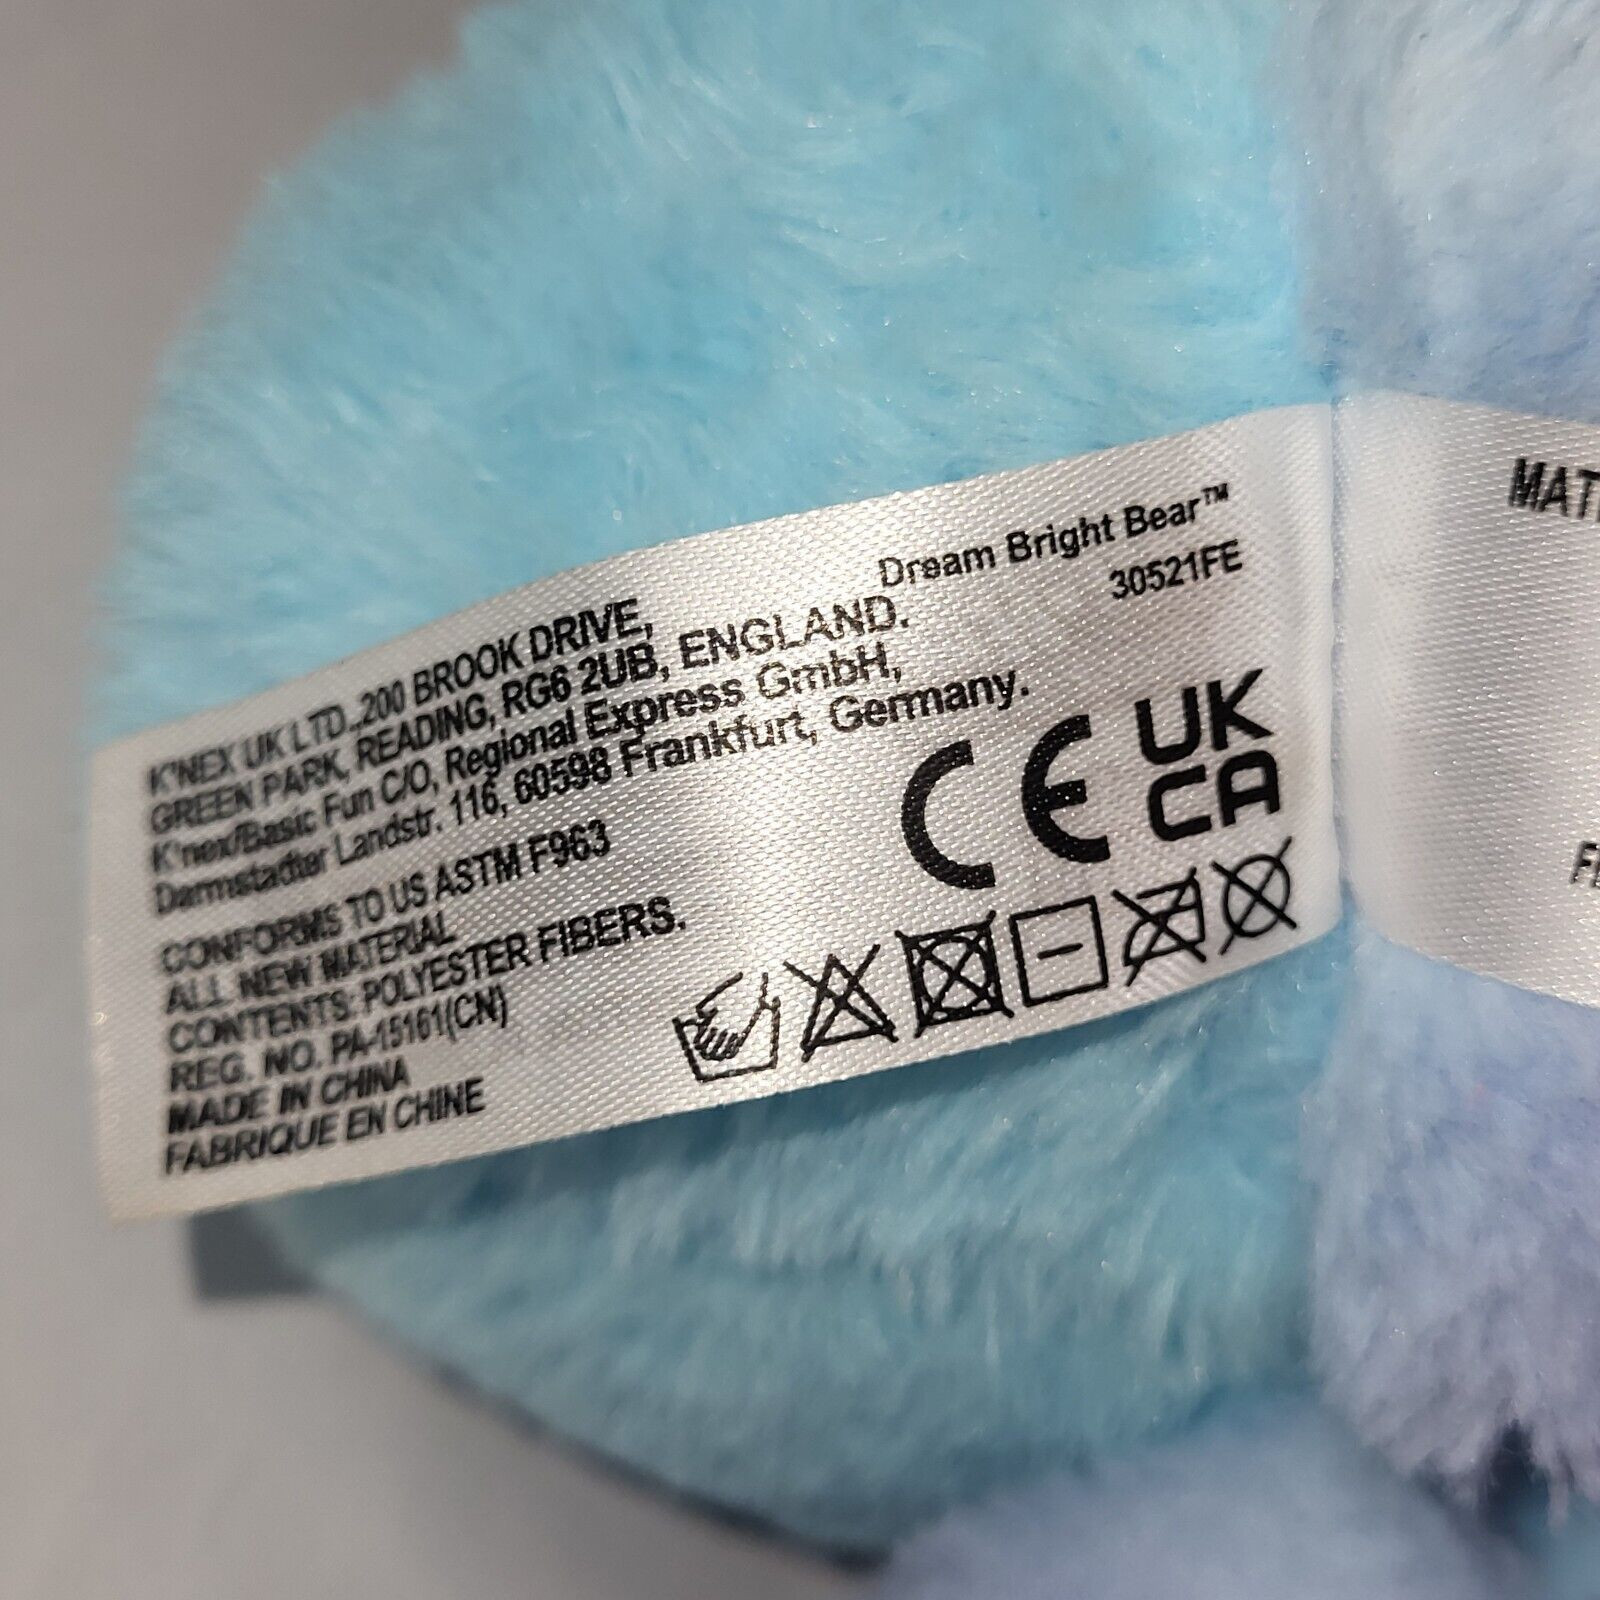 Dream Bright Bear™
30521FE
K'NEX UK LTD.,200 BROOK DRIVE,
GREEN PARK, READING, RG6 2UB, ENGLAND.
K'nex/Basic Fun C/O, Regional Express GmbH,
Darmstadter Landstr. 116, 60598 Frankfurt, Germany.
CONFORMS TO US ASTM F963
ALL NEW MATERIAL
CONTENTS: POLYESTER FIBERS.
REG. NO. PA-15161(CN)
MADE IN CHINA
FABRIQUE EN CHINE
CE
UK
CA
MAT